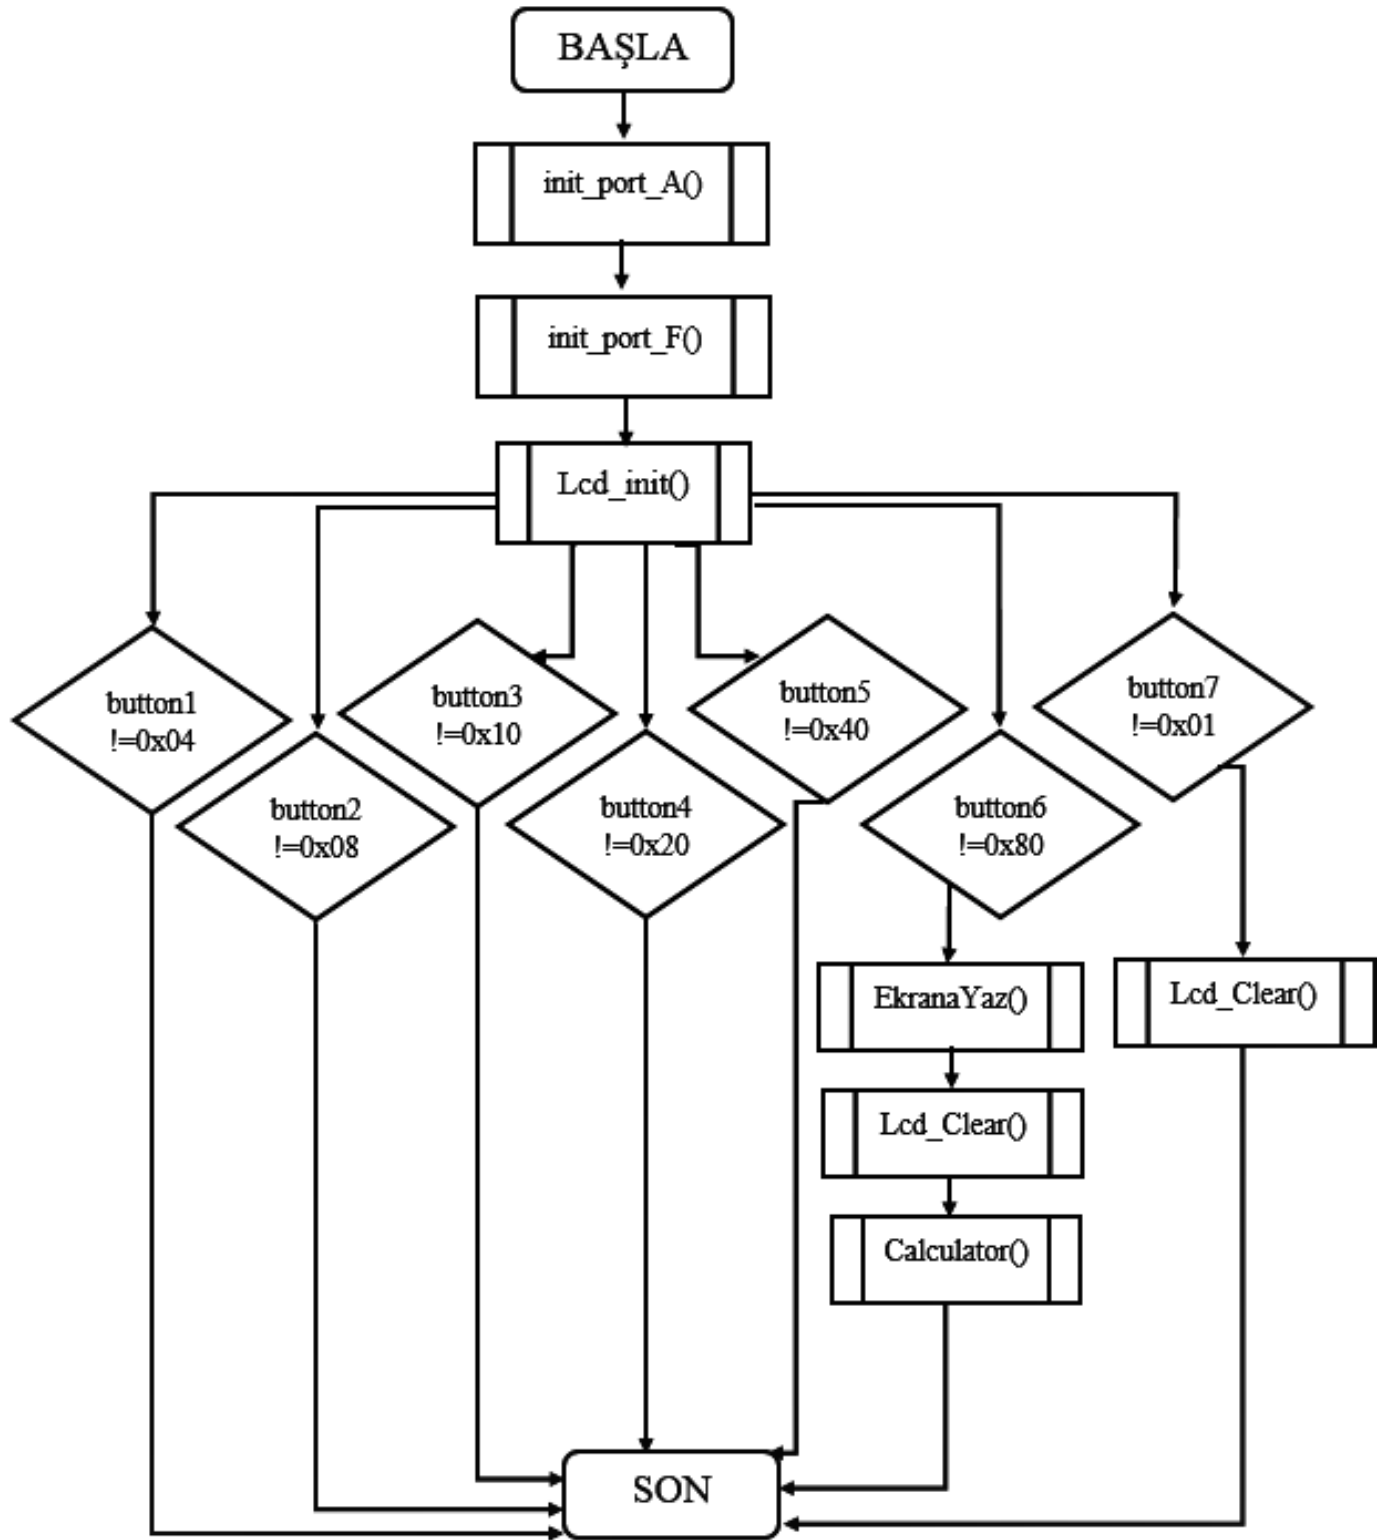 BAŞLA
init_port_A()
init_port_F()
Lcd_init()
button1
!=0x04
button2
!=0x08
button3
!=0x10
button4
!=0x20
button5
!=0x40
button6
!=0x80
button7
!=0x01
EkranaYaz()
Lcd_Clear()
Calculator()
Lcd_Clear()
SON